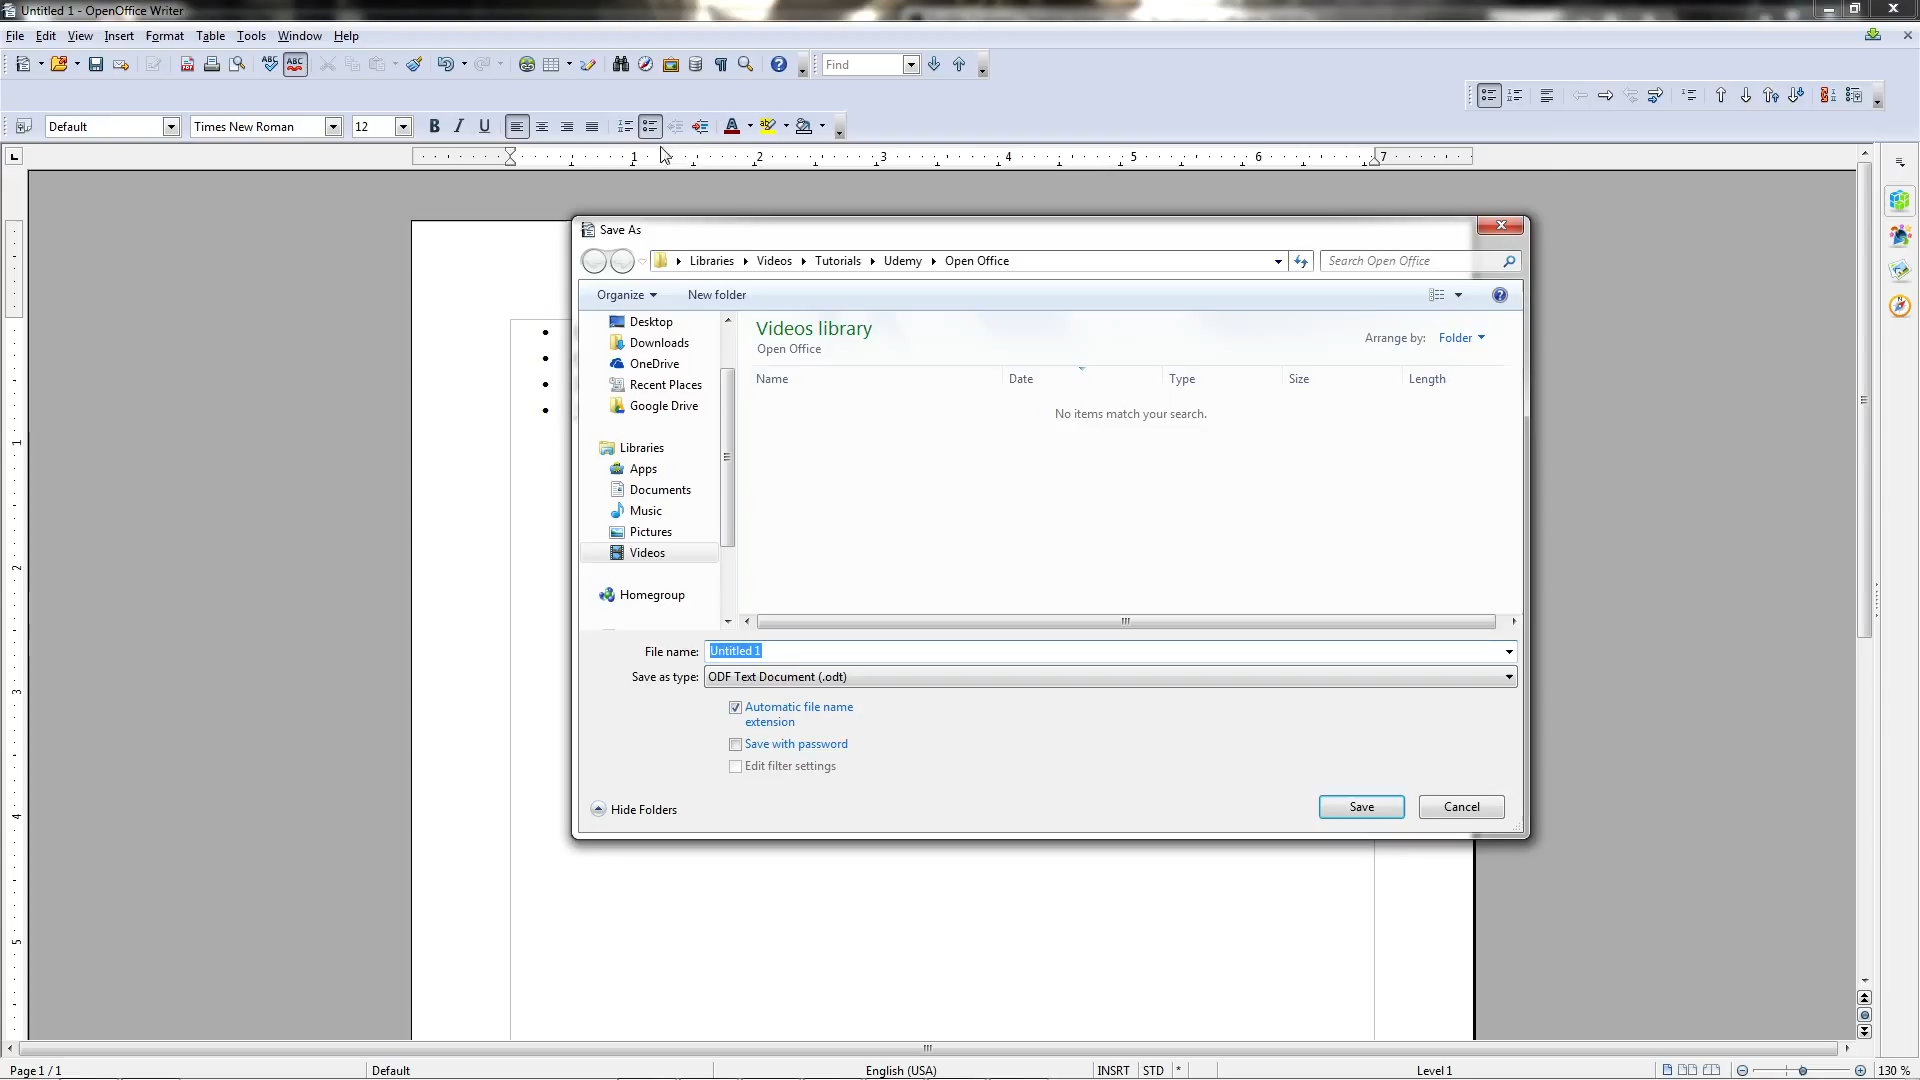 Untitled 1 - OpenOffice Writer
File Edit View Insert Format Table Tools Window Help
Find
Default Times New Roman 12
1 2 3 4 5 6 7
Save As
Libraries Videos Tutorials Udemy Open Office Search Open Office
Organize New folder
Desktop
Downloads
OneDrive
Recent Places
Google Drive
Libraries
Apps
Documents
Music
Pictures
Videos
Homegroup
Videos library
Open Office
Arrange by: Folder
Name Date Type Size Length
No items match your search.
File name: Untitled 1
Save as type: ODF Text Document (.odt)
Automatic file name
extension
Save with password
Edit filter settings
Hide Folders Save Cancel
1
2
3
4
5
Page 1 / 1 Default English (USA) INSRT STD * Level 1 130 %